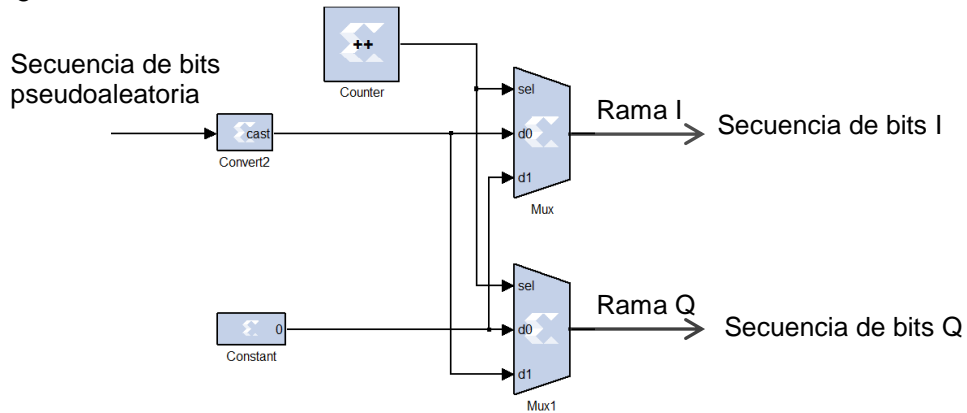 ++
Counter
Secuencia de bits
pseudoaleatoria
cast
Convert2
sel
d0
d1
Mux
Rama I
Secuencia de bits I
0
Constant
sel
d0
d1
Mux1
Rama Q
Secuencia de bits Q